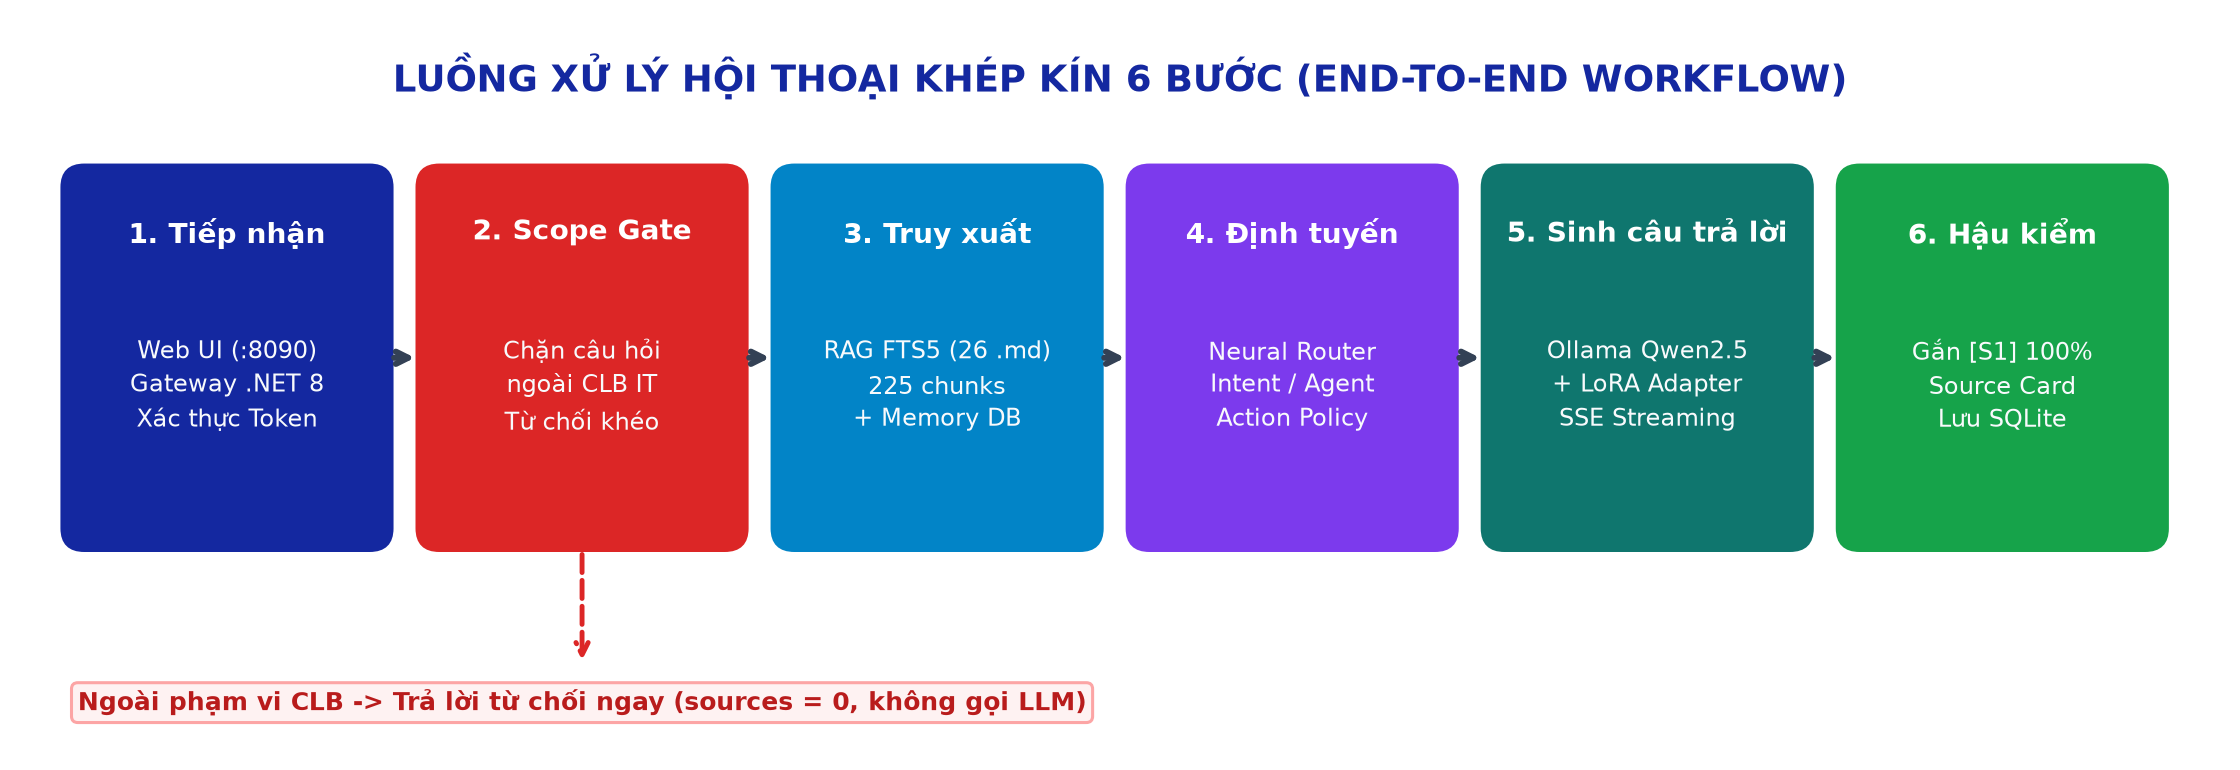 LUỒNG XỬ LÝ HỘI THOẠI KHÉP KÍN 6 BƯỚC (END-TO-END WORKFLOW)
1. Tiếp nhận
Web UI (:8090)
Gateway .NET 8
Xác thực Token
2. Scope Gate
Chặn câu hỏi
ngoài CLB IT
Từ chối khéo
3. Truy xuất
RAG FTS5 (26 .md)
225 chunks
+ Memory DB
4. Định tuyến
Neural Router
Intent / Agent
Action Policy
5. Sinh câu trả lời
Ollama Qwen2.5
+ LoRA Adapter
SSE Streaming
6. Hậu kiểm
Gắn [S1] 100%
Source Card
Lưu SQLite
Ngoài phạm vi CLB -> Trả lời từ chối ngay (sources = 0, không gọi LLM)